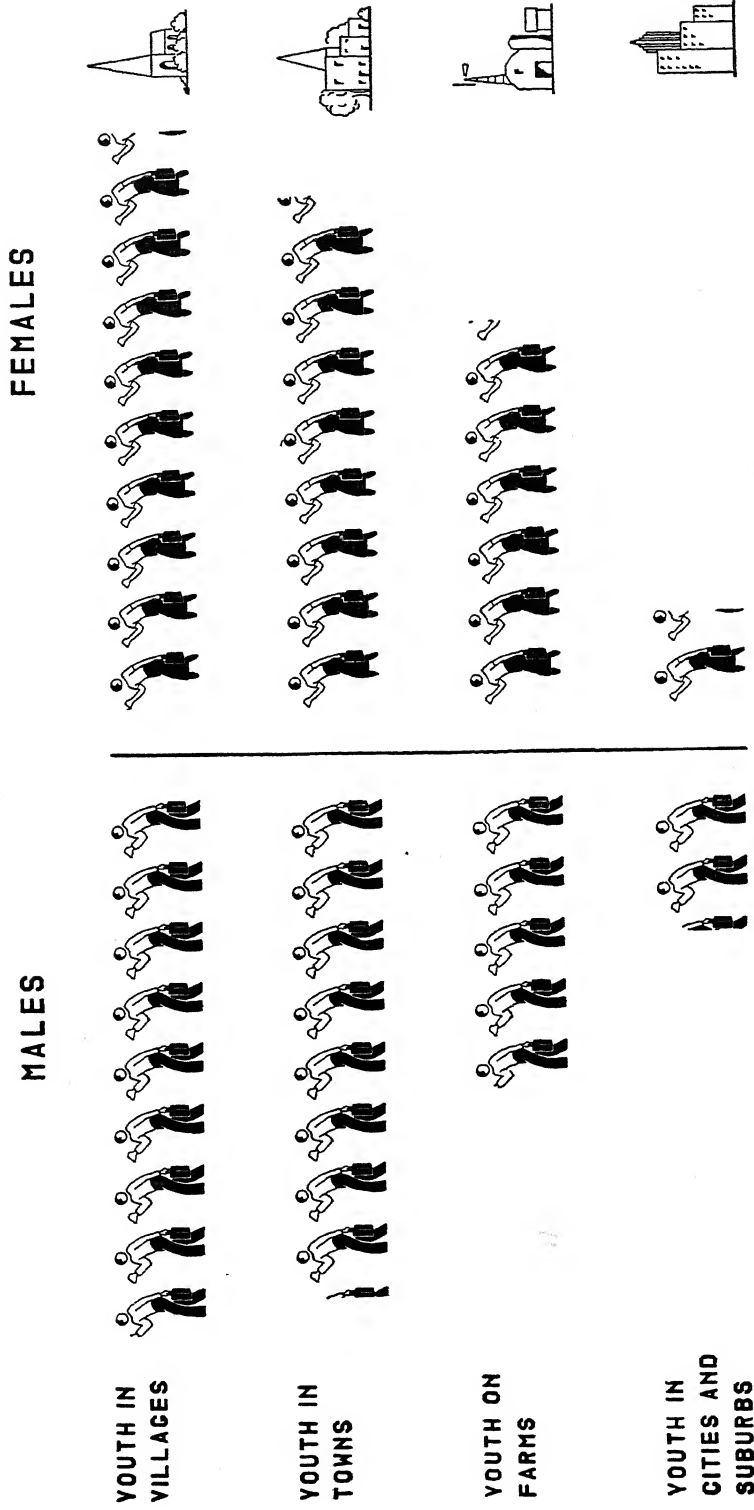 MALES
FEMALES
YOUTH IN
VILLAGES
YOUTH IN
TOWNS
YOUTH ON
FARMS
YOUTH IN
CITIES AND
SUBURBS